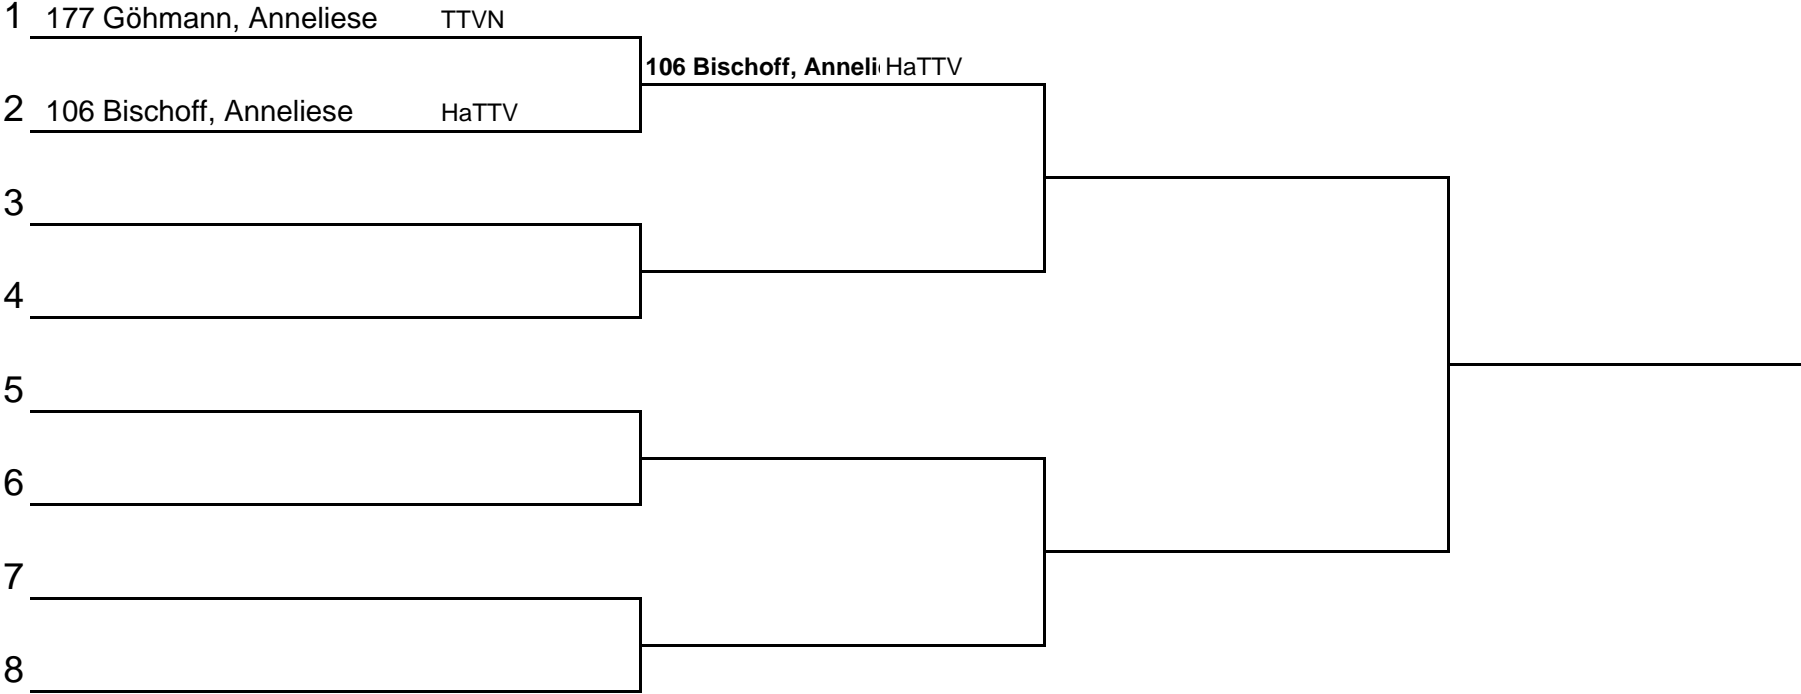 1 177 Göhmann, Anneliese TTVN
106 Bischoff, Anneli HaTTV
2 106 Bischoff, Anneliese HaTTV
3
4
5
6
7
8